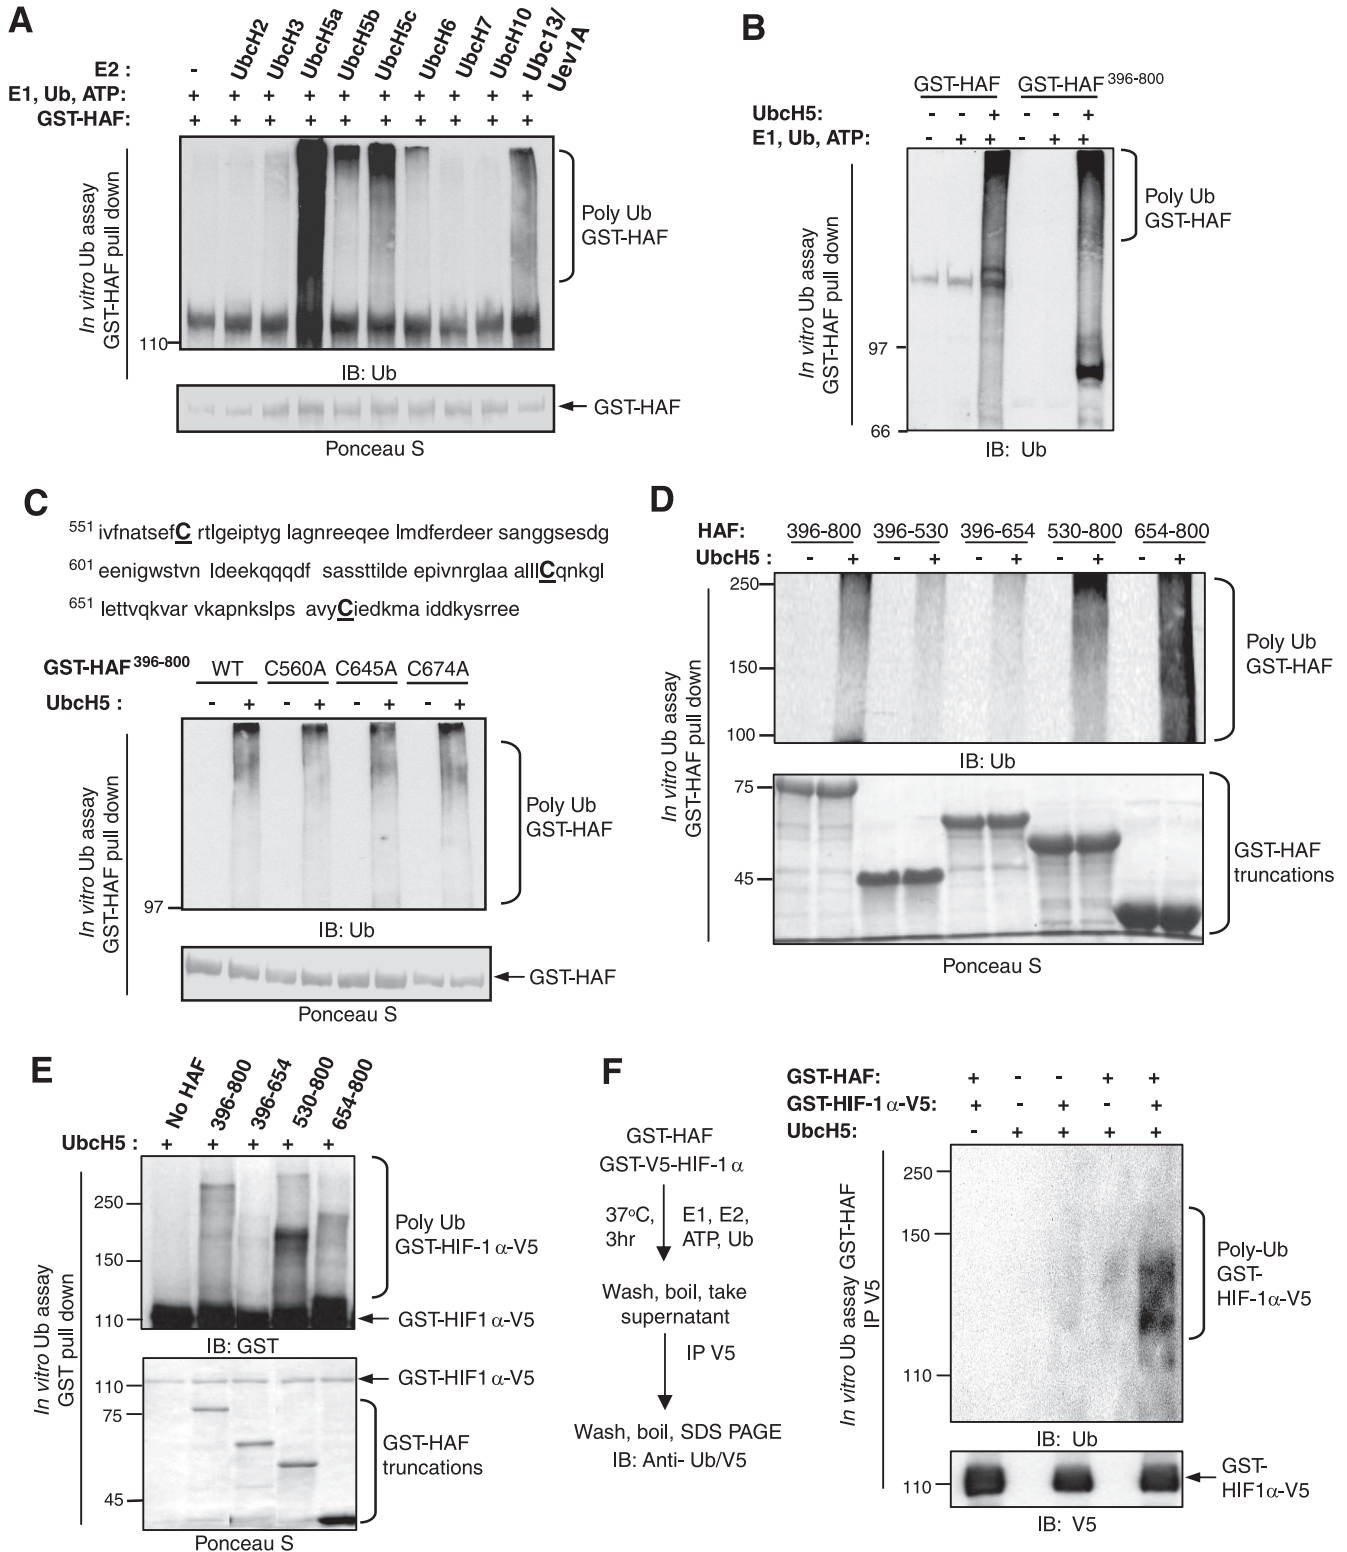 A
E2 : - UbcH2 UbcH3 UbcH5a UbcH5b UbcH5c UbcH6 UbcH7 UbcH10 Ubc13/ Uev1A
E1, Ub, ATP: + + + + + + + + + +
GST-HAF: + + + + + + + + + +
In vitro Ub assay
GST-HAF pull down
Poly Ub
GST-HAF
110
IB: Ub
GST-HAF
Ponceau S
B
GST-HAF GST-HAF396-800
UbcH5: - - + - - +
E1, Ub, ATP: - + + - + +
In vitro Ub assay
GST-HAF pull down
Poly Ub
GST-HAF
97
66
IB: Ub
C
551 ivfnatsefC rtlgeiptyg lagnreeqee lmdferdeer sanggsesdg
601 eenigwstvn ldeekqqqdf sassttilde epivnrglaa alllCqnkgl
651 lettvqkvar vkapnkslps avyCiedkma iddkysrree
GST-HAF396-800 WT C560A C645A C674A
UbcH5 : - + - + - + - +
In vitro Ub assay
GST-HAF pull down
Poly Ub
GST-HAF
97
IB: Ub
GST-HAF
Ponceau S
D
HAF: 396-800 396-530 396-654 530-800 654-800
UbcH5 : - + - + - + - + - +
In vitro Ub assay
GST-HAF pull down
250
150
100
Poly Ub
GST-HAF
IB: Ub
75
45
GST-HAF
truncations
Ponceau S
E
No HAF 396-800 396-654 530-800 654-800
UbcH5 : + + + + +
In vitro Ub assay
GST pull down
250
150
110
Poly Ub
GST-HIF-1α-V5
GST-HIF1α-V5
IB: GST
110
75
45
GST-HIF1α-V5
GST-HAF
truncations
Ponceau S
F
GST-HAF
GST-V5-HIF-1α
37oC,
3hr
E1, E2,
ATP, Ub
Wash, boil, take
supernatant
IP V5
Wash, boil, SDS PAGE
IB: Anti- Ub/V5
GST-HAF: + - - + +
GST-HIF-1α-V5: + - + - +
UbcH5: - + + + +
In vitro Ub assay GST-HAF
IP V5
250
150
110
Poly-Ub
GST-
HIF-1α-V5
IB: Ub
110
GST-
HIF1α-V5
IB: V5